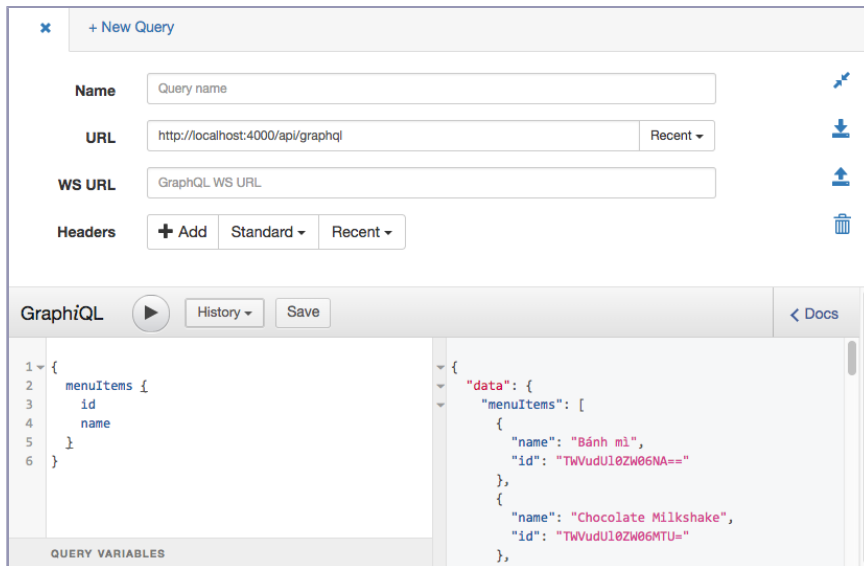 ✖ + New Query
Name Query name
URL http://localhost:4000/api/graphql Recent
WS URL GraphQL WS URL
Headers + Add Standard Recent
GraphiQL History Save < Docs
1 {
2 menuItems {
3 id
4 name
5 }
6 }
QUERY VARIABLES
{
"data": {
"menuItems": [
{
"name": "Bánh mì",
"id": "TWVudUl0ZW06NA=="
},
{
"name": "Chocolate Milkshake",
"id": "TWVudUl0ZW06MTU="
},